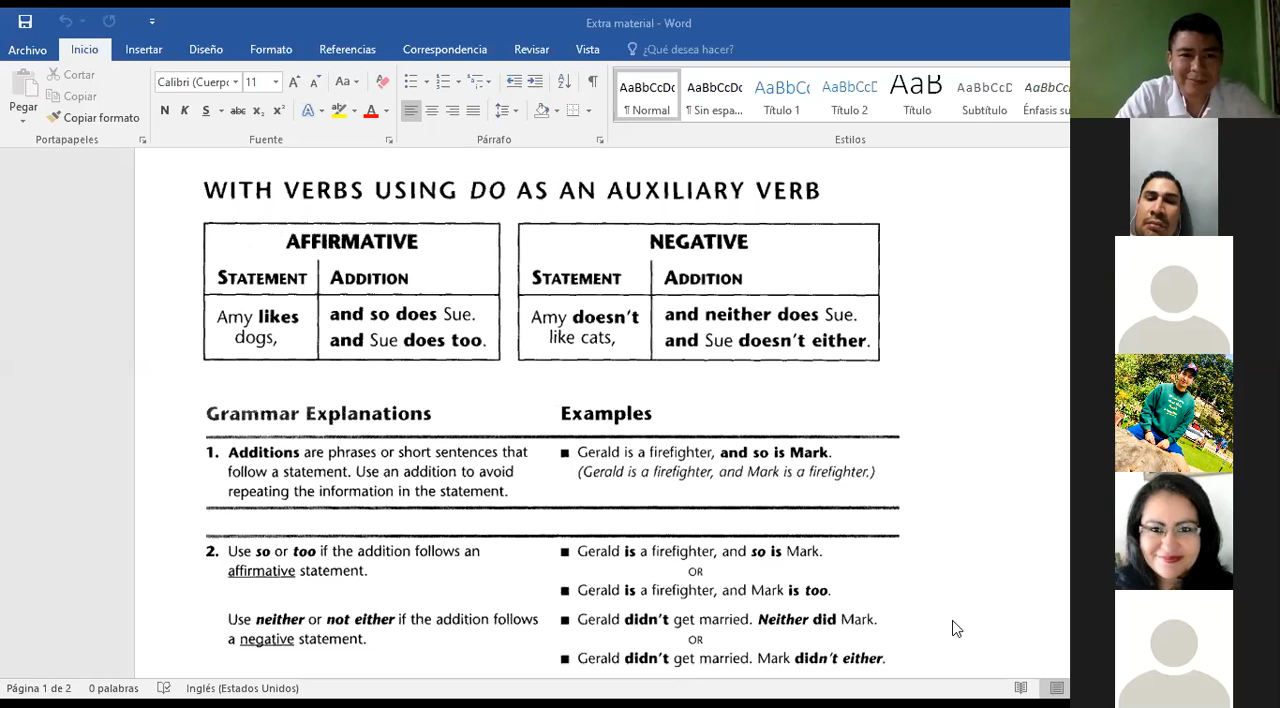 Extra material - Word
Archivo Inicio Insertar Diseño Formato Referencias Correspondencia Revisar Vista ¿Qué desea hacer?
Pegar
Cortar
Copiar
Copiar formato
Portapapeles
Calibri (Cuerpo 11
Aa
N K S abc x₂ x²
Fuente
Párrafo
AaBbCcDc AaBbCcDc AaBbCc AaBbCcD AaB AaBbCcD AaBbCcDc
¶ Normal ¶ Sin espa... Título 1 Título 2 Título Subtítulo Énfasis su
Estilos
WITH VERBS USING DO AS AN AUXILIARY VERB
AFFIRMATIVE
STATEMENT ADDITION
Amy likes and so does Sue.
dogs, and Sue does too.
NEGATIVE
STATEMENT ADDITION
Amy doesn't and neither does Sue.
like cats, and Sue doesn't either.
Grammar Explanations Examples
1. Additions are phrases or short sentences that
follow a statement. Use an addition to avoid
repeating the information in the statement.
■ Gerald is a firefighter, and so is Mark.
(Gerald is a firefighter, and Mark is a firefighter.)
2. Use so or too if the addition follows an
affirmative statement.
■ Gerald is a firefighter, and so is Mark.
OR
■ Gerald is a firefighter, and Mark is too.
Use neither or not either if the addition follows
a negative statement.
■ Gerald didn't get married. Neither did Mark.
OR
■ Gerald didn't get married. Mark didn't either.
Página 1 de 2 0 palabras Inglés (Estados Unidos)